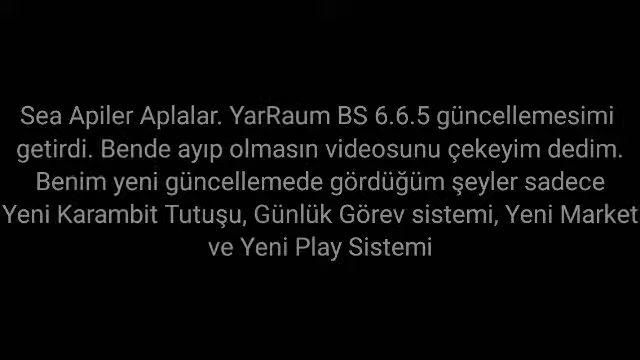 Sea Apiler Aplalar. YarRaum BS 6.6.5 güncellemesimi
getirdi. Bende ayıp olmasın videosunu çekeyim dedim.
Benim yeni güncellemede gördüğüm şeyler sadece
Yeni Karambit Tutuşu, Günlük Görev sistemi, Yeni Market
ve Yeni Play Sistemi